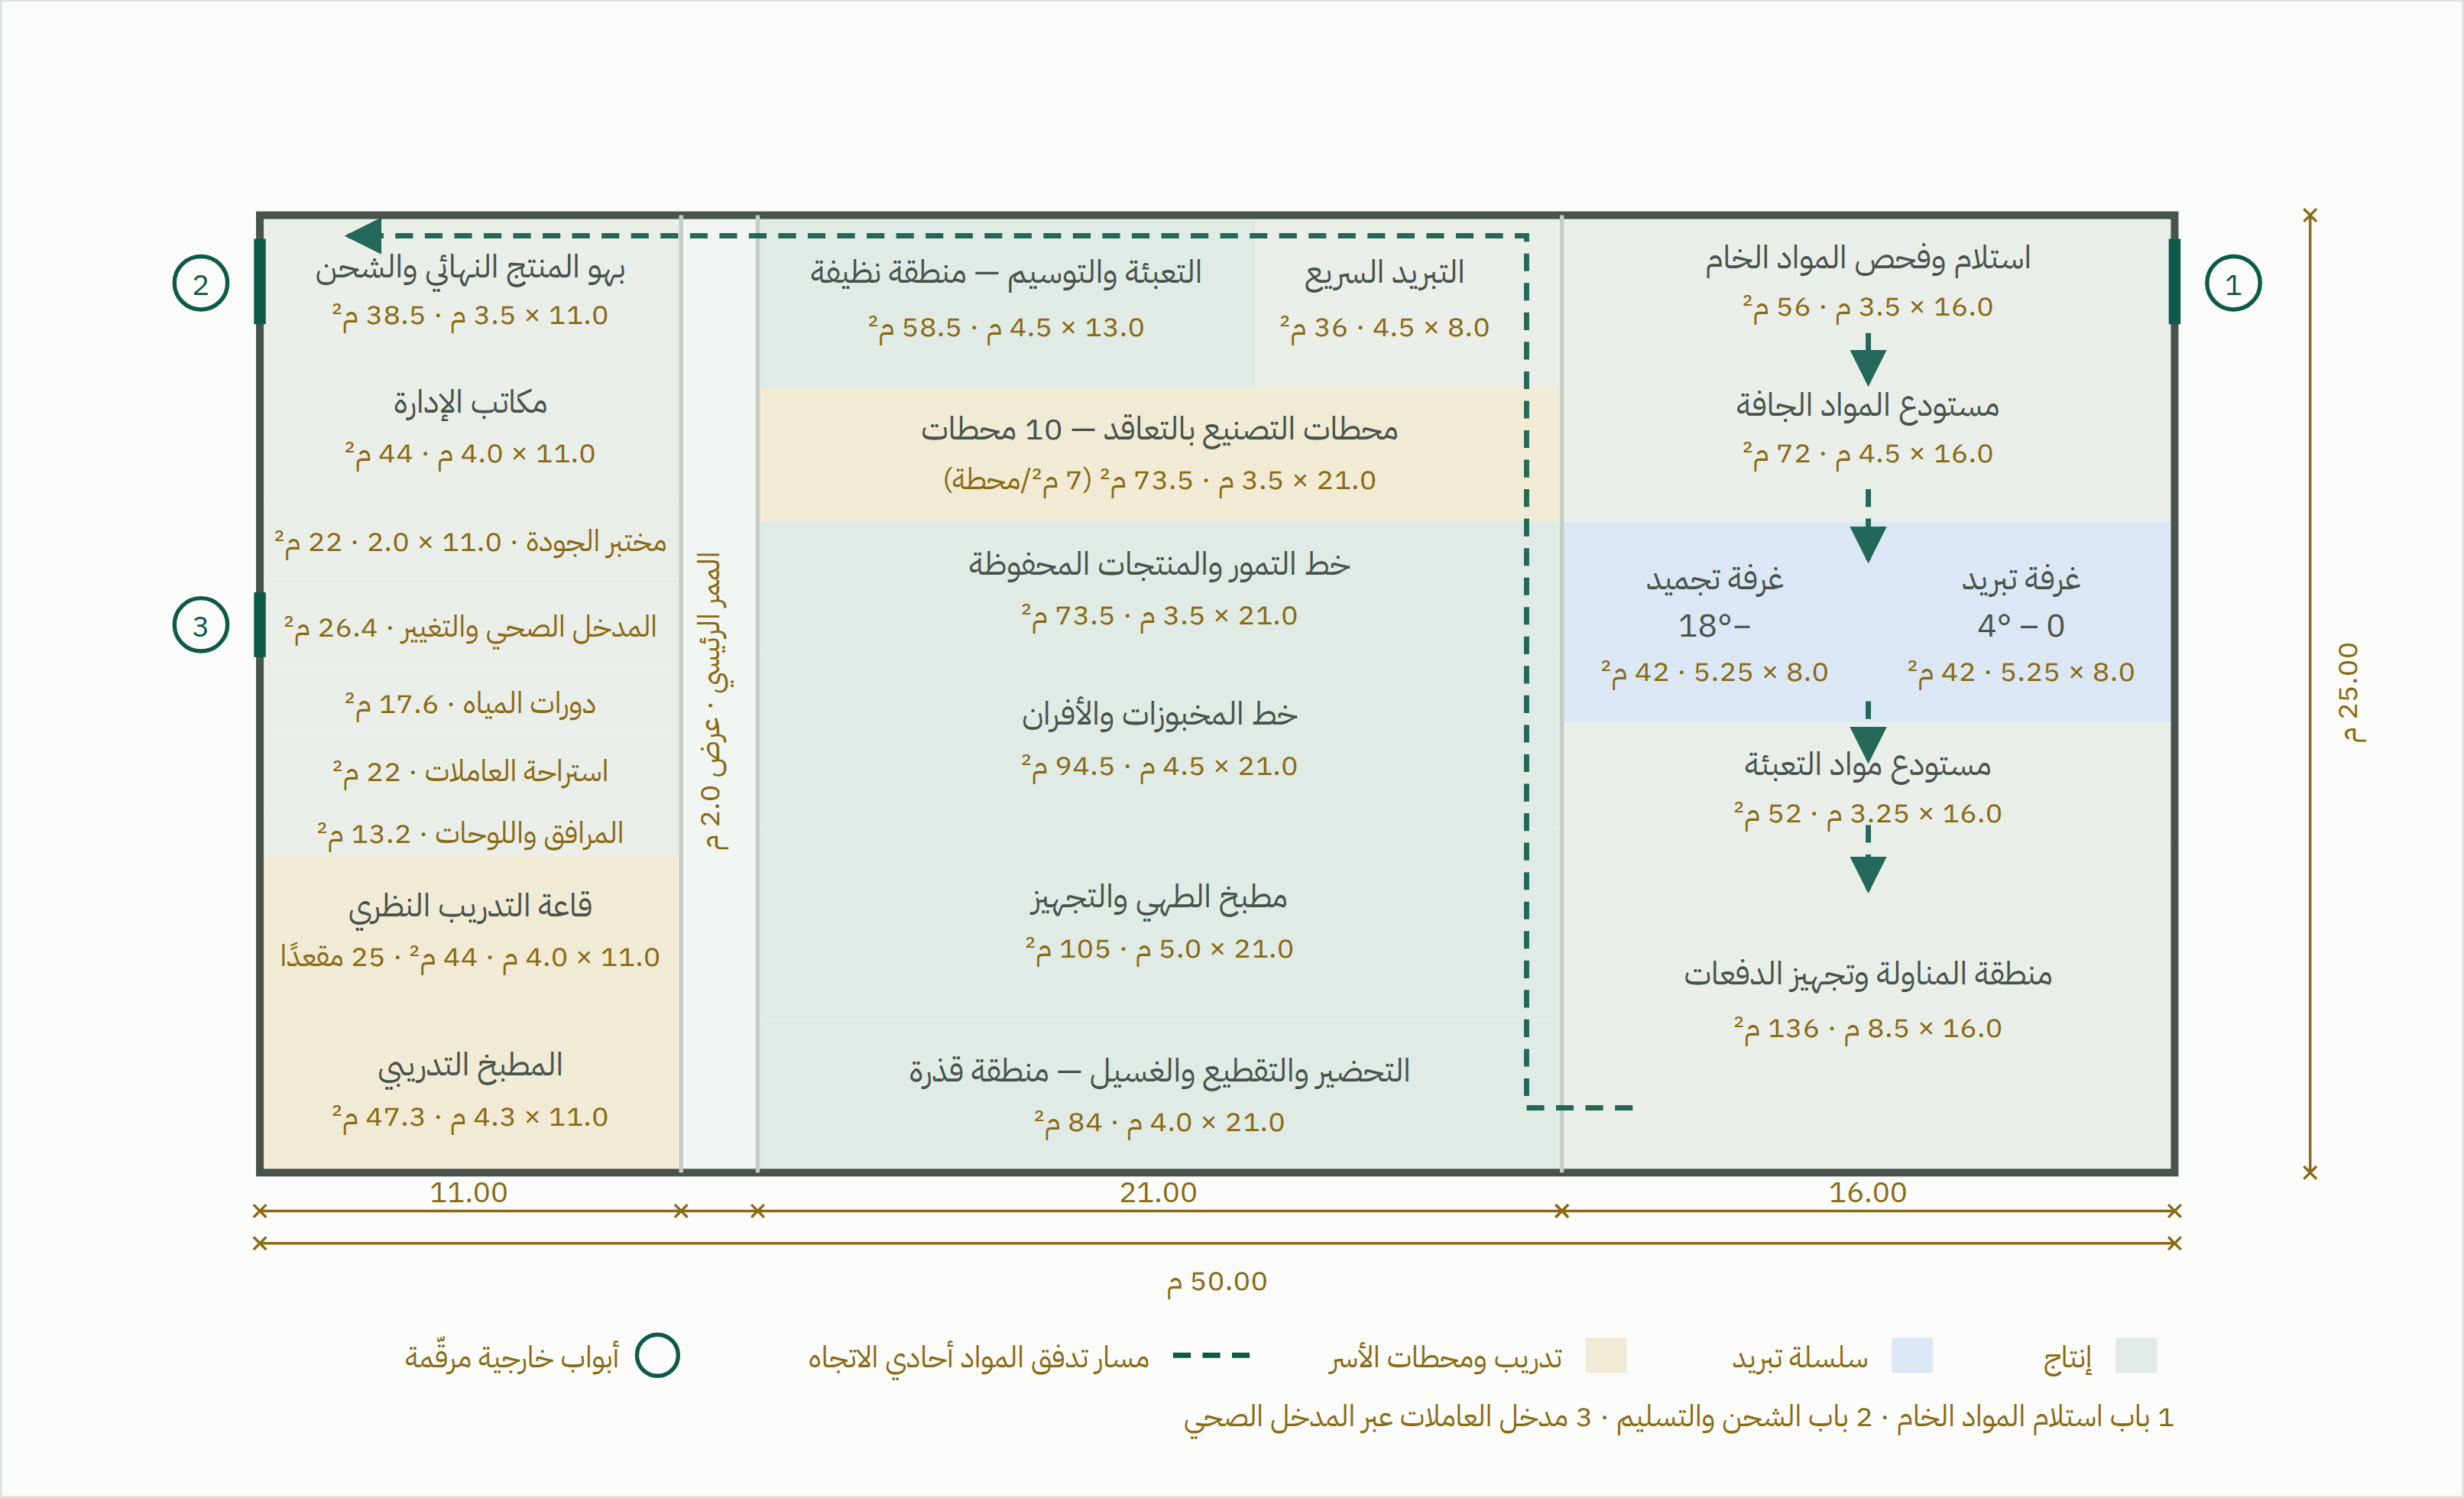 1
استلام وفحص المواد الخام
16.0 × 3.5 م · 56 م²
مستودع المواد الجافة
16.0 × 4.5 م · 72 م²
غرفة تبريد
0 – 4°
8.0 × 5.25 · 42 م²
غرفة تجميد
–18°
8.0 × 5.25 · 42 م²
مستودع مواد التعبئة
16.0 × 3.25 م · 52 م²
منطقة المناولة وتجهيز الدفعات
16.0 × 8.5 م · 136 م²
التبريد السريع
8.0 × 4.5 · 36 م²
التعبئة والتوسيم — منطقة نظيفة
13.0 × 4.5 م · 58.5 م²
محطات التصنيع بالتعاقد — 10 محطات
21.0 × 3.5 م · 73.5 م² (7 م²/محطة)
خط التمور والمنتجات المحفوظة
21.0 × 3.5 م · 73.5 م²
خط المخبوزات والأفران
21.0 × 4.5 م · 94.5 م²
مطبخ الطهي والتجهيز
21.0 × 5.0 م · 105 م²
التحضير والتقطيع والغسيل — منطقة قذرة
21.0 × 4.0 م · 84 م²
الممر الرئيسي · عرض 2.0 م
2
بهو المنتج النهائي والشحن
11.0 × 3.5 م · 38.5 م²
مكاتب الإدارة
11.0 × 4.0 م · 44 م²
مختبر الجودة · 11.0 × 2.0 · 22 م²
3
المدخل الصحي والتغيير · 26.4 م²
دورات المياه · 17.6 م²
استراحة العاملات · 22 م²
المرافق واللوحات · 13.2 م²
قاعة التدريب النظري
11.0 × 4.0 م · 44 م² · 25 مقعدًا
المطبخ التدريبي
11.0 × 4.3 م · 47.3 م²
25.00 م
16.00
21.00
11.00
50.00 م
إنتاج
سلسلة تبريد
تدريب ومحطات الأسر
مسار تدفق المواد أحادي الاتجاه
أبواب خارجية مرقّمة
1 باب استلام المواد الخام · 2 باب الشحن والتسليم · 3 مدخل العاملات عبر المدخل الصحي